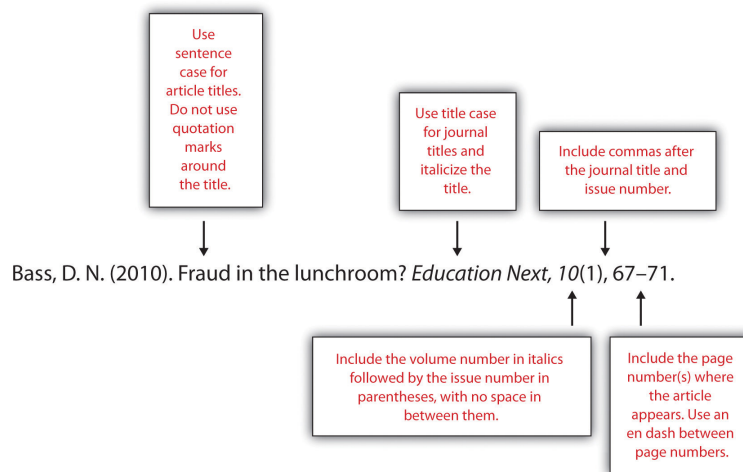 Use
sentence
case for
article titles.
Do not use
quotation
marks
around
the title.
Use title case
for journal
titles and
italicize the
title.
Include commas after
the journal title and
issue number.
Bass, D. N. (2010). Fraud in the lunchroom? Education Next, 10(1), 67–71.
Include the volume number in italics
followed by the issue number in
parentheses, with no space in
between them.
Include the page
number(s) where
the article
appears. Use an
en dash between
page numbers.